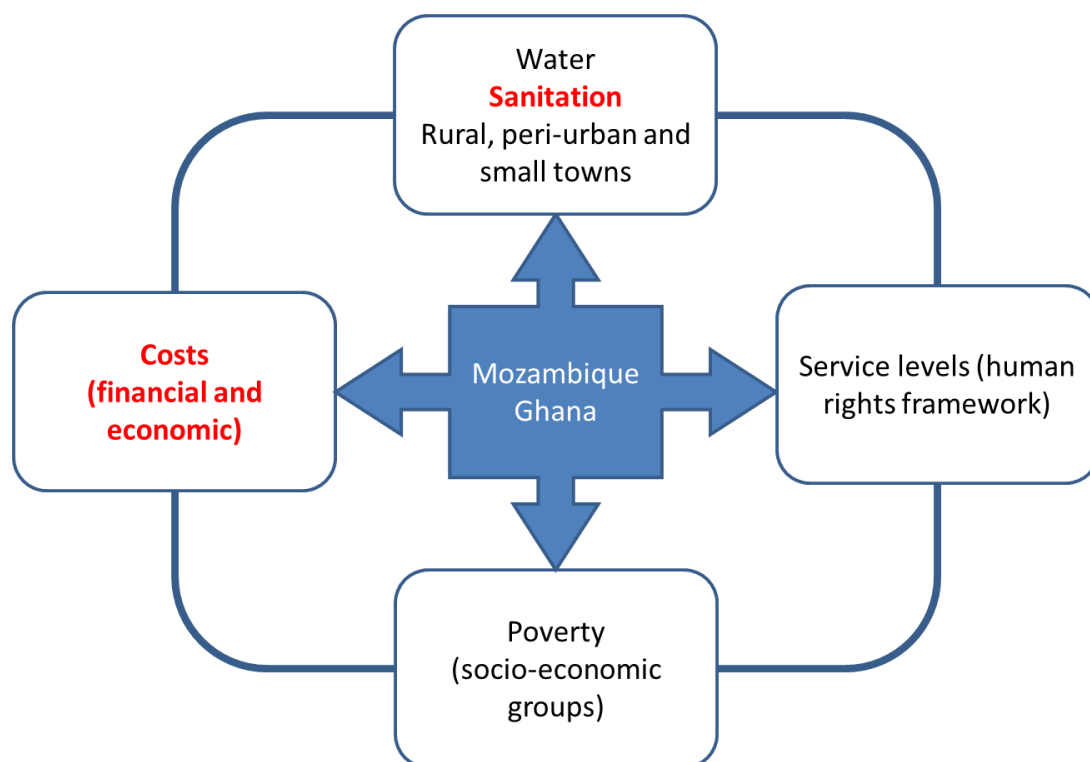 Water
Sanitation
Rural, peri-urban and
small towns
Costs
(financial and
economic)
Mozambique
Ghana
Service levels (human
rights framework)
Poverty
(socio-economic
groups)